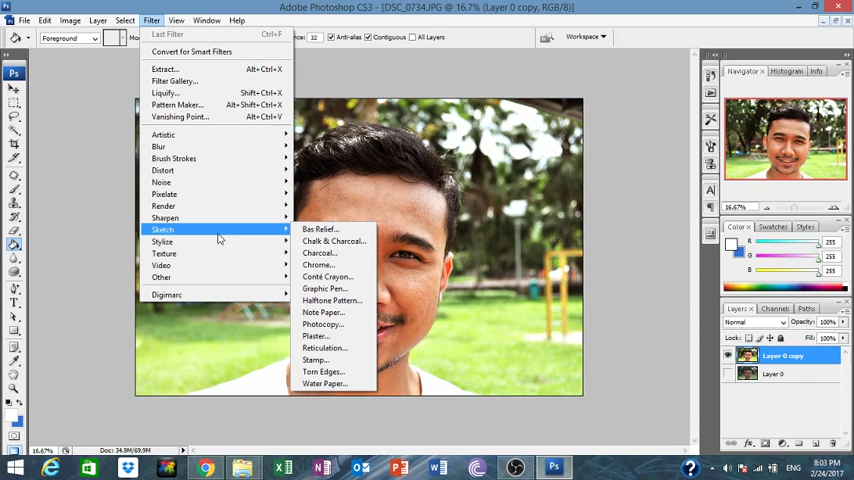 Adobe Photoshop CS3 - [DSC_0734.JPG @ 16.7% (Layer 0 copy, RGB/8)]
Ps File Edit Image Layer Select Filter View Window Help
Foreground Mod 32 Anti-alias Contiguous All Layers Workspace
Last Filter Ctrl+F
Convert for Smart Filters
Extract... Alt+Ctrl+X
Filter Gallery...
Liquify... Shift+Ctrl+X
Pattern Maker... Alt+Shift+Ctrl+X
Vanishing Point... Alt+Ctrl+V
Artistic
Blur
Brush Strokes
Distort
Noise
Pixelate
Render
Sharpen
Sketch
Stylize
Texture
Video
Other
Digimarc
Bas Relief...
Chalk & Charcoal...
Charcoal...
Chrome...
Conté Crayon...
Graphic Pen...
Halftone Pattern...
Note Paper...
Photocopy...
Plaster...
Reticulation...
Stamp...
Torn Edges...
Water Paper...
Ps
T
Navigator Histogram Info
16.67%
Color Swatches Styles
R 255
G 255
B 255
Layers Channels Paths
Normal Opacity: 100%
Lock: Fill: 100%
Layer 0 copy
Layer 0
16.67% Doc: 34.9M/69.9M
ENG 8:03 PM
2/24/2017